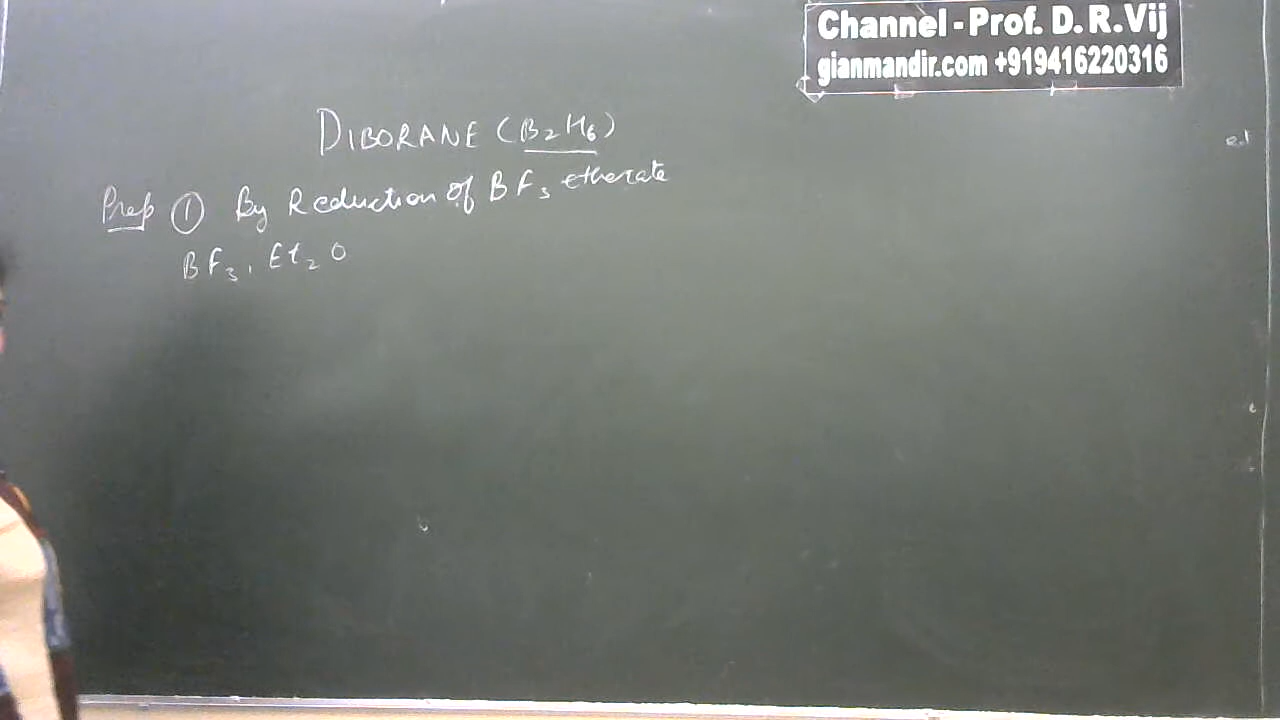 Channel - Prof. D. R. Vij
gianmandir.com +919416220316
DIBORANE (B₂H₆)
Prep ① By Reduction of BF₃ etherate
BF₃, Et₂O